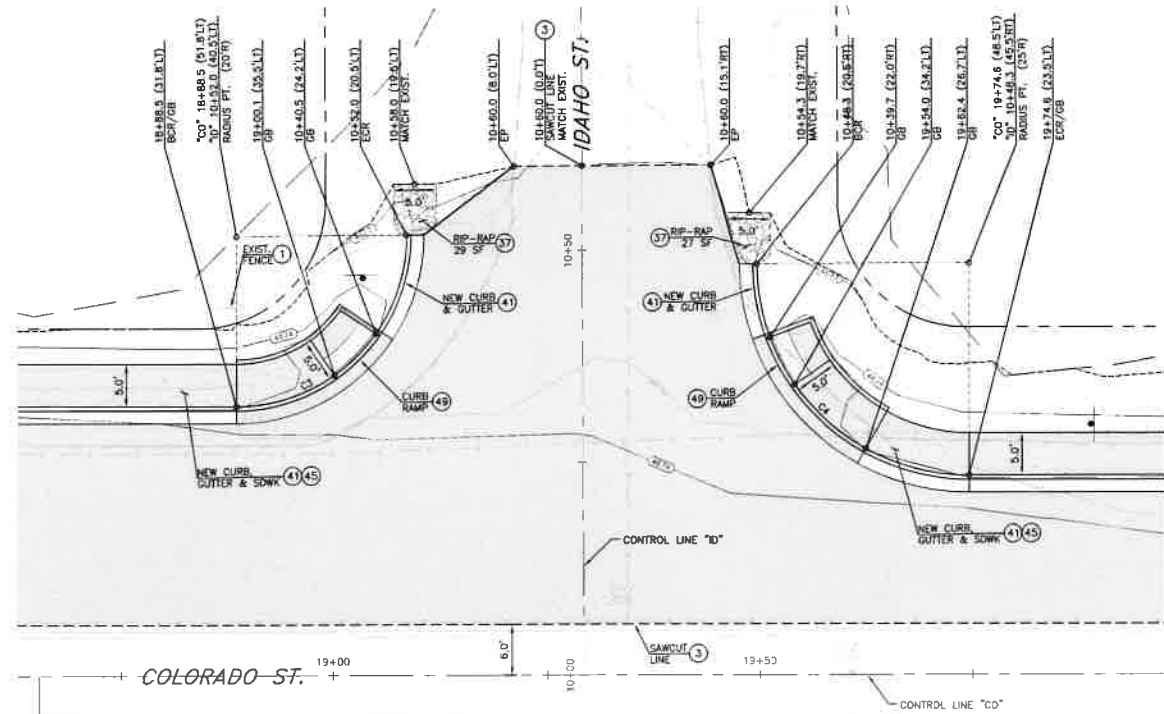 18+88.5 (31.8'LT)
BCR/GB
"CO" 18+88.5 (51.8'LT)
"ID" 10+52.0 (40.5'LT)
RADIUS PT. (20'R)
19+00.1 (35.5'LT)
GB
10+40.5 (24.2'LT)
GB
10+52.0 (20.5'LT)
ECR
10+58.0 (19.6'LT)
MATCH EXIST.
10+60.0 (8.0'LT)
EP
3
10+60.0 (0.0'T)
SAWCUT LINE
MATCH EXIST.
IDAHO ST.
10+60.0 (15.1'RT)
EP
10+54.3 (19.7'RT)
MATCH EXIST.
10+48.3 (20.6'RT)
BCR
10+39.7 (22.0'RT)
GB
19+54.0 (34.2'LT)
GB
19+62.4 (26.7'LT)
GB
"CO" 19+74.6 (48.5'LT)
"ID" 10+48.3 (45.5'RT)
RADIUS PT. (25'R)
19+74.6 (23.5'LT)
ECR/GB
5.0'
5.0'
EXIST.
FENCE 1
RIP-RAP 37
29 SF
10+50
37 RIP-RAP
27 SF
NEW CURB 41
& GUTTER
41 NEW CURB
& GUTTER
4674
5.0'
C3
5.0'
CURB 49
RAMP
49 CURB
RAMP
5.0'
C4
5.0'
4674
NEW CURB, 41 45
GUTTER & SDWK
NEW CURB, 41 45
GUTTER & SDWK
CONTROL LINE "ID"
6.0'
SAWCUT 3
LINE
COLORADO ST.
19+00
10+00
19+50
CONTROL LINE "CO"